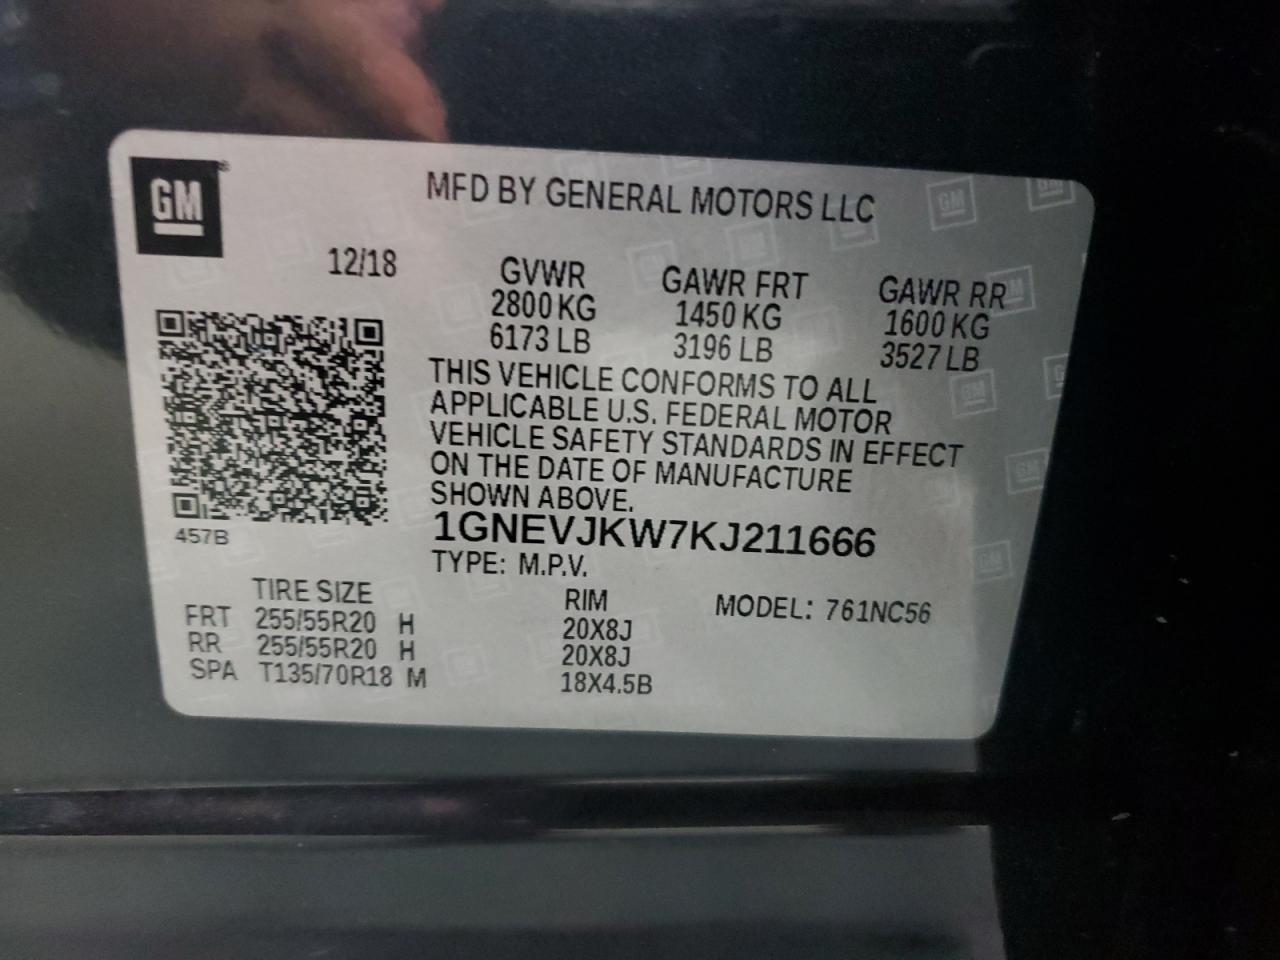 GM
MFD BY GENERAL MOTORS LLC
12/18
GVWR
2800 KG
6173 LB
GAWR FRT
1450 KG
3196 LB
GAWR RR
1600 KG
3527 LB
THIS VEHICLE CONFORMS TO ALL
APPLICABLE U.S. FEDERAL MOTOR
VEHICLE SAFETY STANDARDS IN EFFECT
ON THE DATE OF MANUFACTURE
SHOWN ABOVE.
457B
1GNEVJKW7KJ211666
TYPE: M.P.V.
TIRE SIZE RIM MODEL: 761NC56
FRT 255/55R20 H 20X8J
RR 255/55R20 H 20X8J
SPA T135/70R18 M 18X4.5B